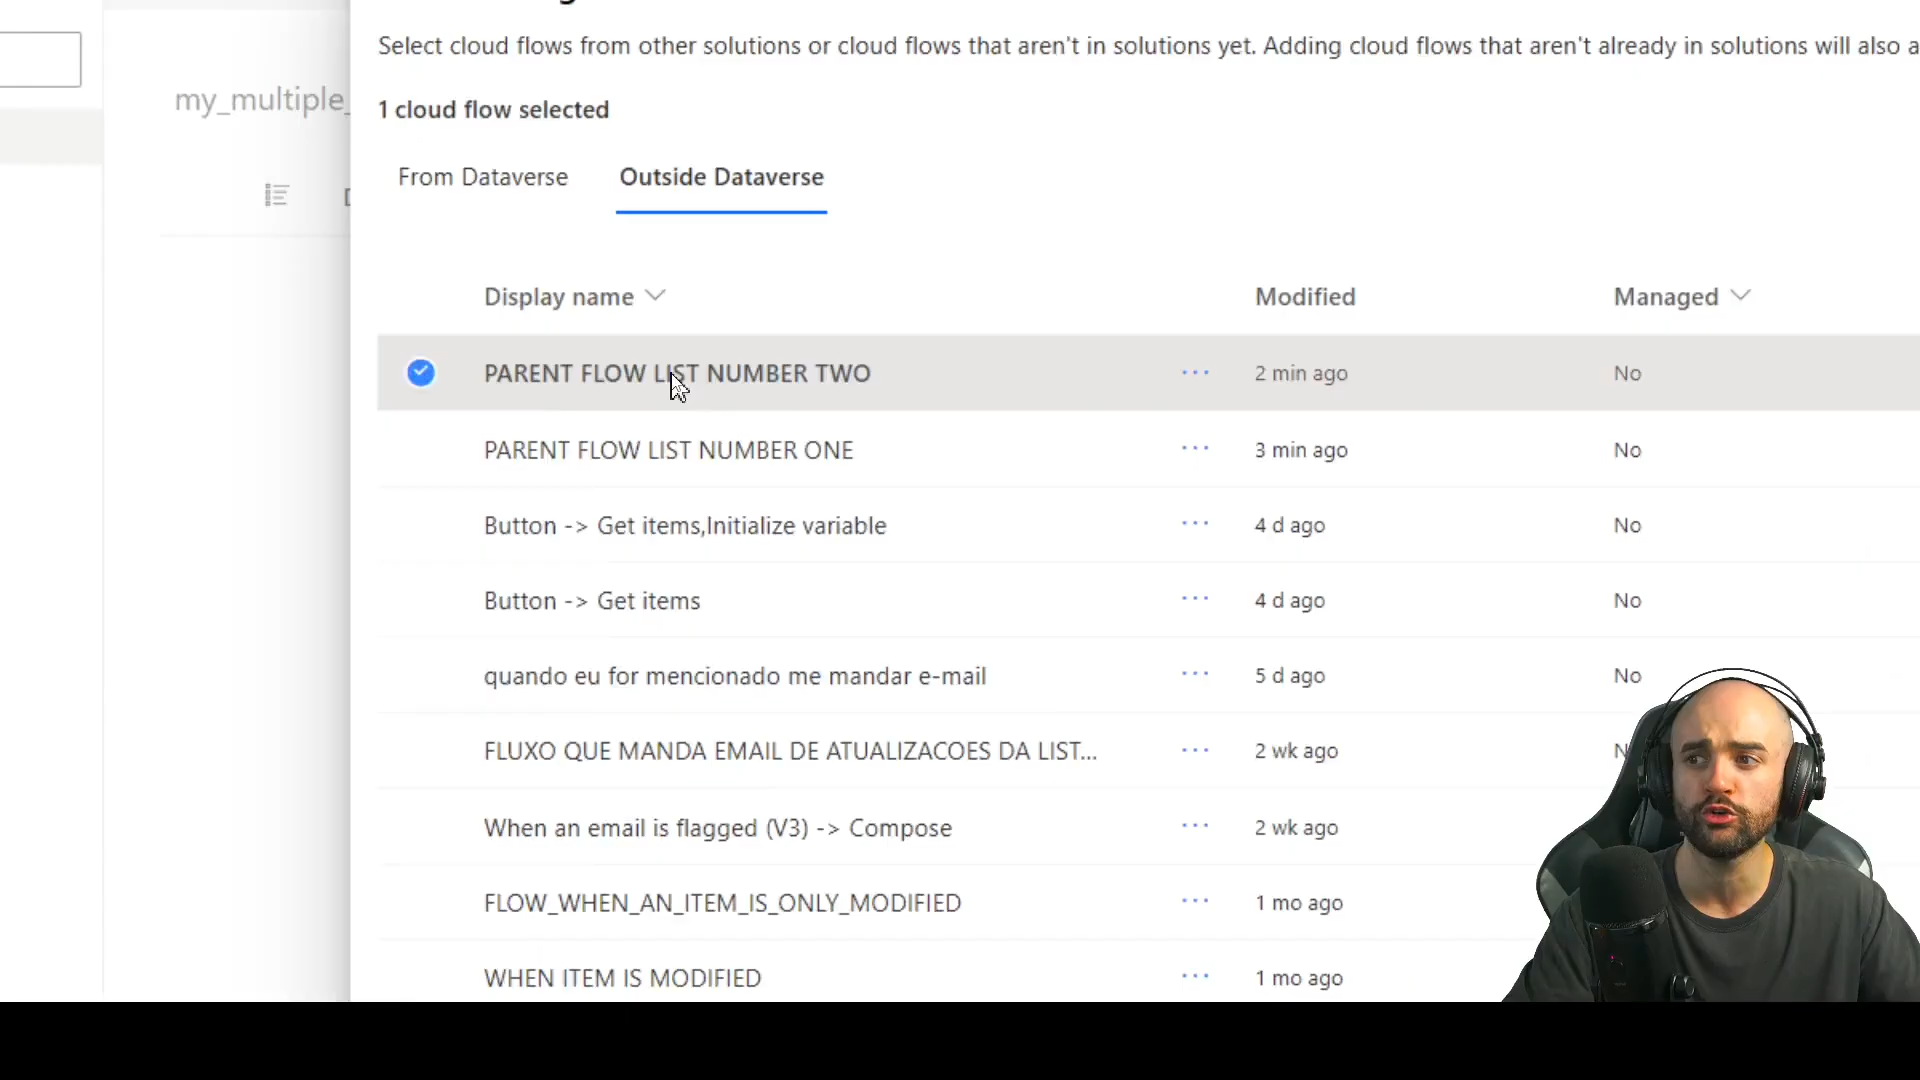 Select cloud flows from other solutions or cloud flows that aren't in solutions yet. Adding cloud flows that aren't already in solutions will also a
my_multiple_
1 cloud flow selected
From Dataverse
Outside Dataverse
Display name
Modified
Managed
PARENT FLOW LIST NUMBER TWO
2 min ago
No
PARENT FLOW LIST NUMBER ONE
3 min ago
No
Button -> Get items,Initialize variable
4 d ago
No
Button -> Get items
4 d ago
No
quando eu for mencionado me mandar e-mail
5 d ago
No
FLUXO QUE MANDA EMAIL DE ATUALIZACOES DA LIST...
2 wk ago
When an email is flagged (V3) -> Compose
2 wk ago
FLOW_WHEN_AN_ITEM_IS_ONLY_MODIFIED
1 mo ago
WHEN ITEM IS MODIFIED
1 mo ago